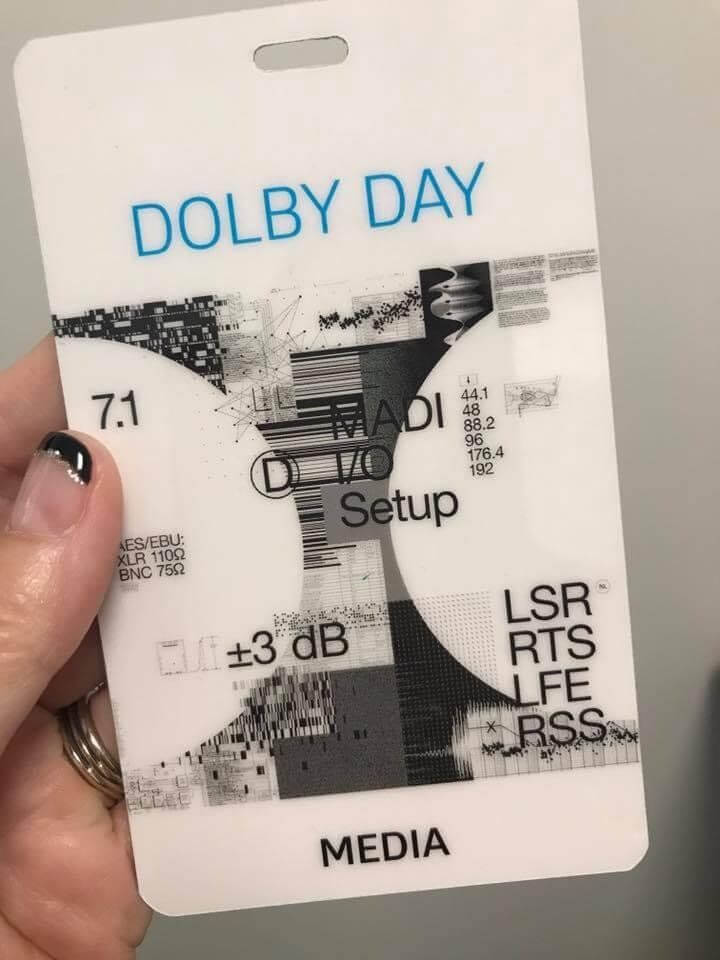 DOLBY DAY
7.1
MADI
I/O
Setup
D
44.1
48
88.2
96
176.4
192
AES/EBU:
XLR 110Ω
BNC 75Ω
±3 dB
LSR
RTS
LFE
RSS
NL
X
MEDIA